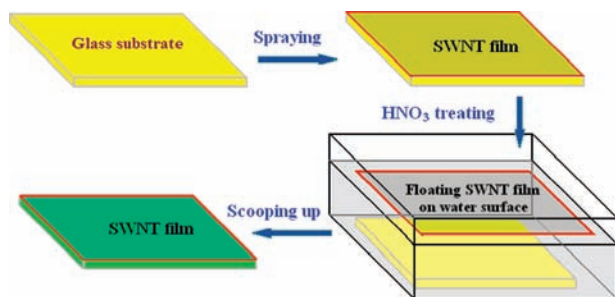 Glass substrate
Spraying
SWNT film
HNO₃ treating
Floating SWNT film
on water surface
Scooping up
SWNT film